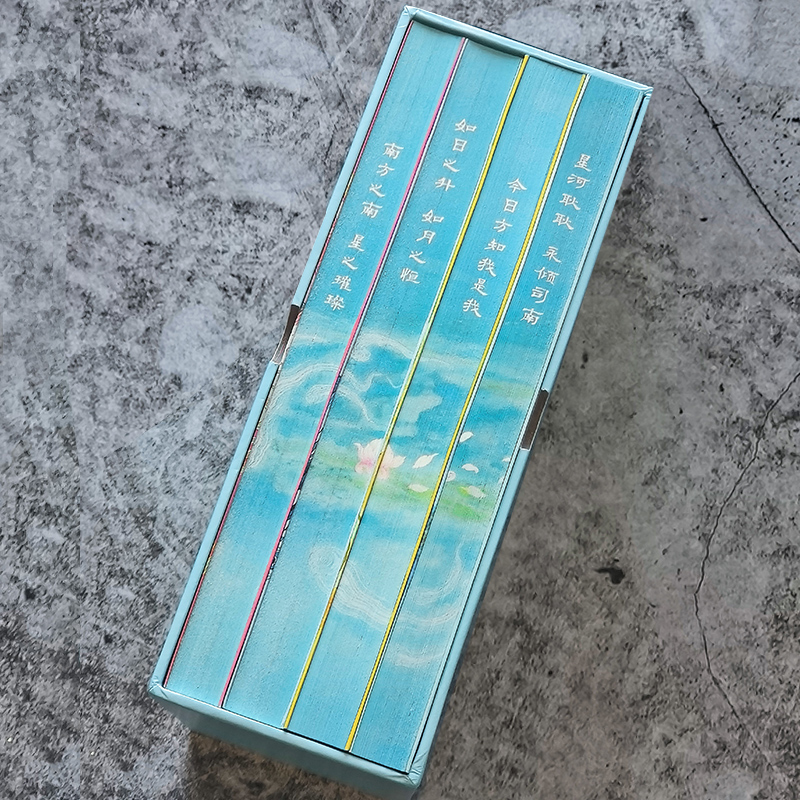 南方之南 星之璀璨
如日之升 如月之恒
今日方知我是我
星河耿耿 永倾司南